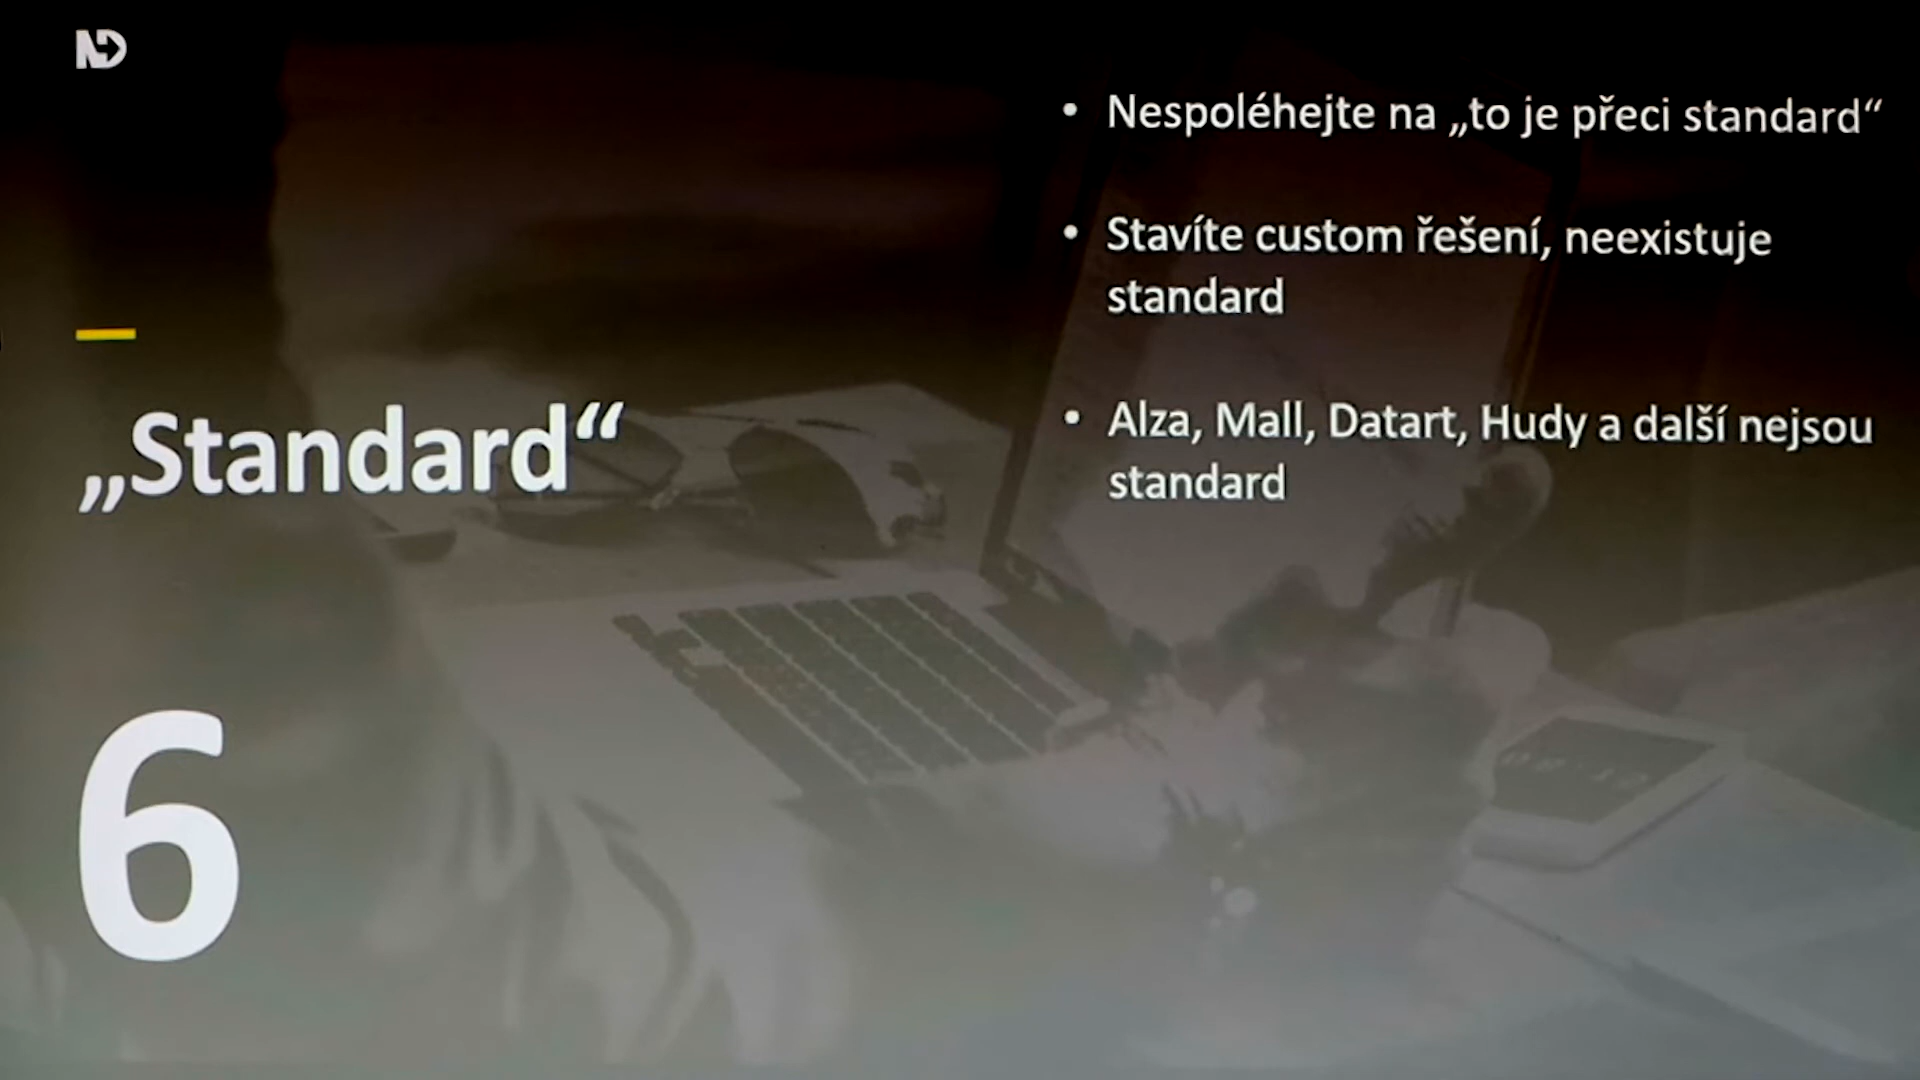 ND
„Standard“
6
• Nespoléhejte na „to je přeci standard“
• Stavíte custom řešení, neexistuje
standard
• Alza, Mall, Datart, Hudy a další nejsou
standard